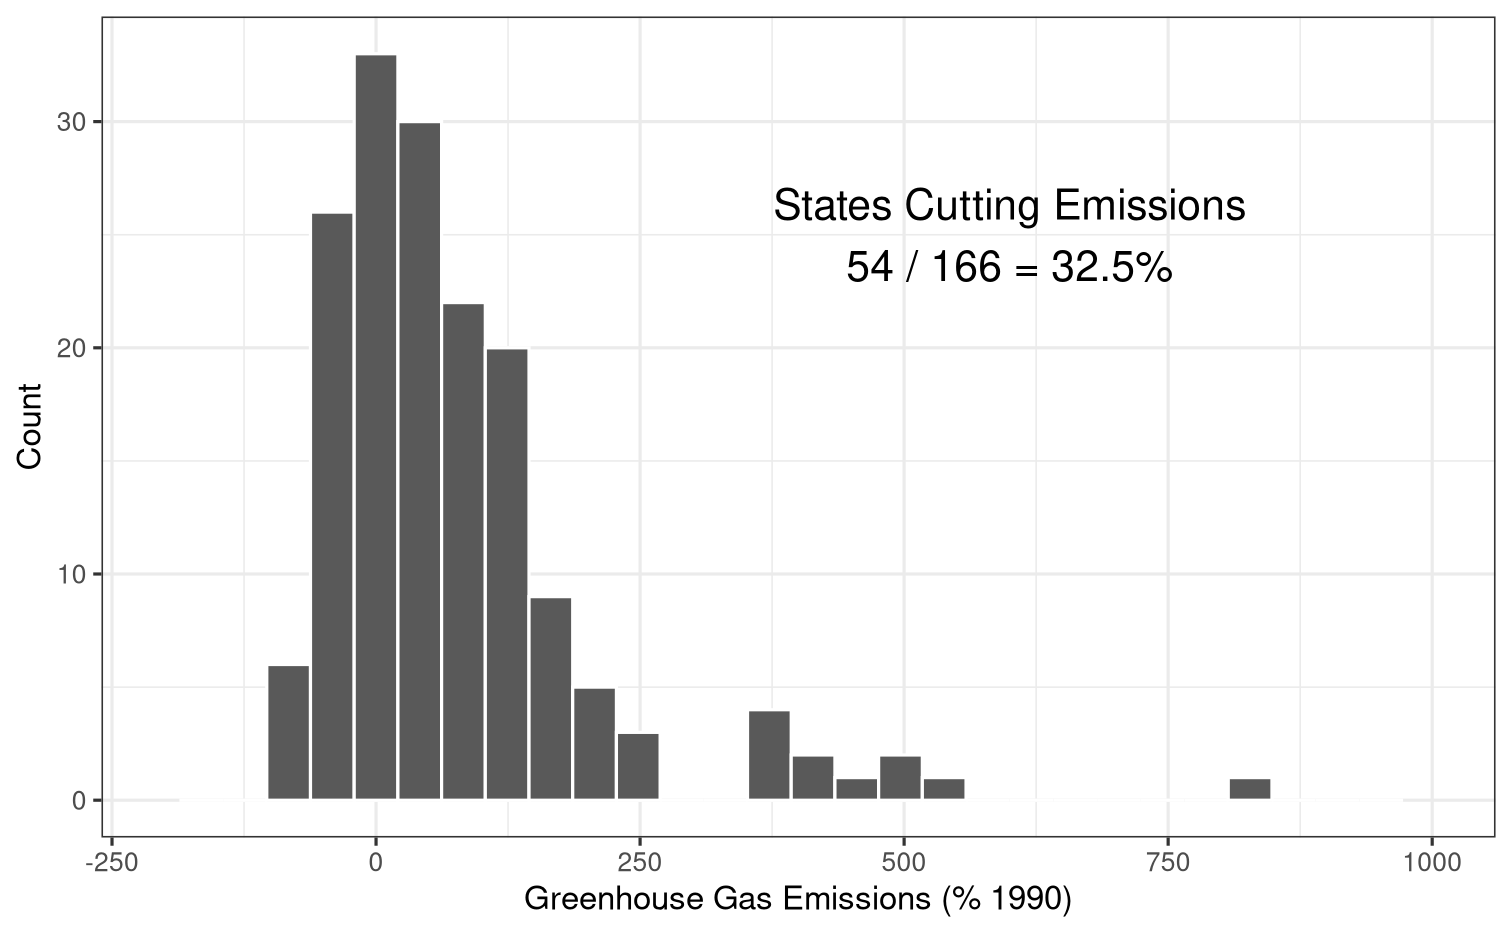 30
20
10
0
Count
States Cutting Emissions
54 / 166 = 32.5%
-250 0 250 500 750 1000
Greenhouse Gas Emissions (% 1990)